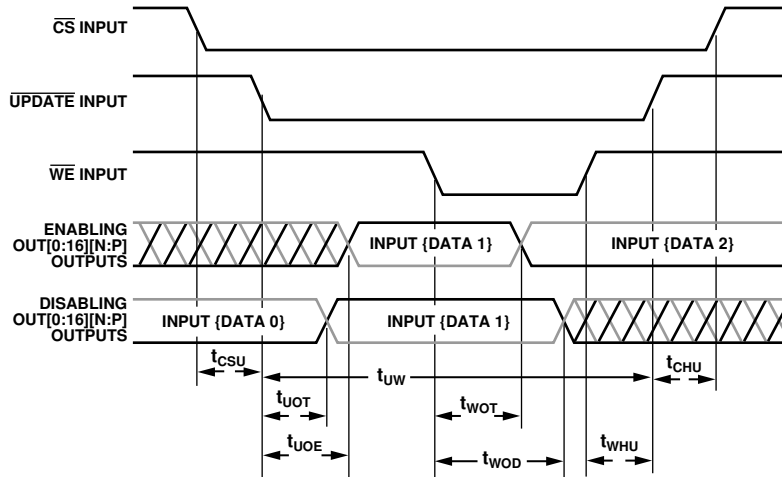 CS INPUT
UPDATE INPUT
WE INPUT
ENABLING
OUT[0:16][N:P]
OUTPUTS
INPUT {DATA 1}
INPUT {DATA 2}
DISABLING
OUT[0:16][N:P]
OUTPUTS
INPUT {DATA 0}
INPUT {DATA 1}
tCSU
tUW
tCHU
tUOT
tWOT
tUOE
tWOD
tWHU